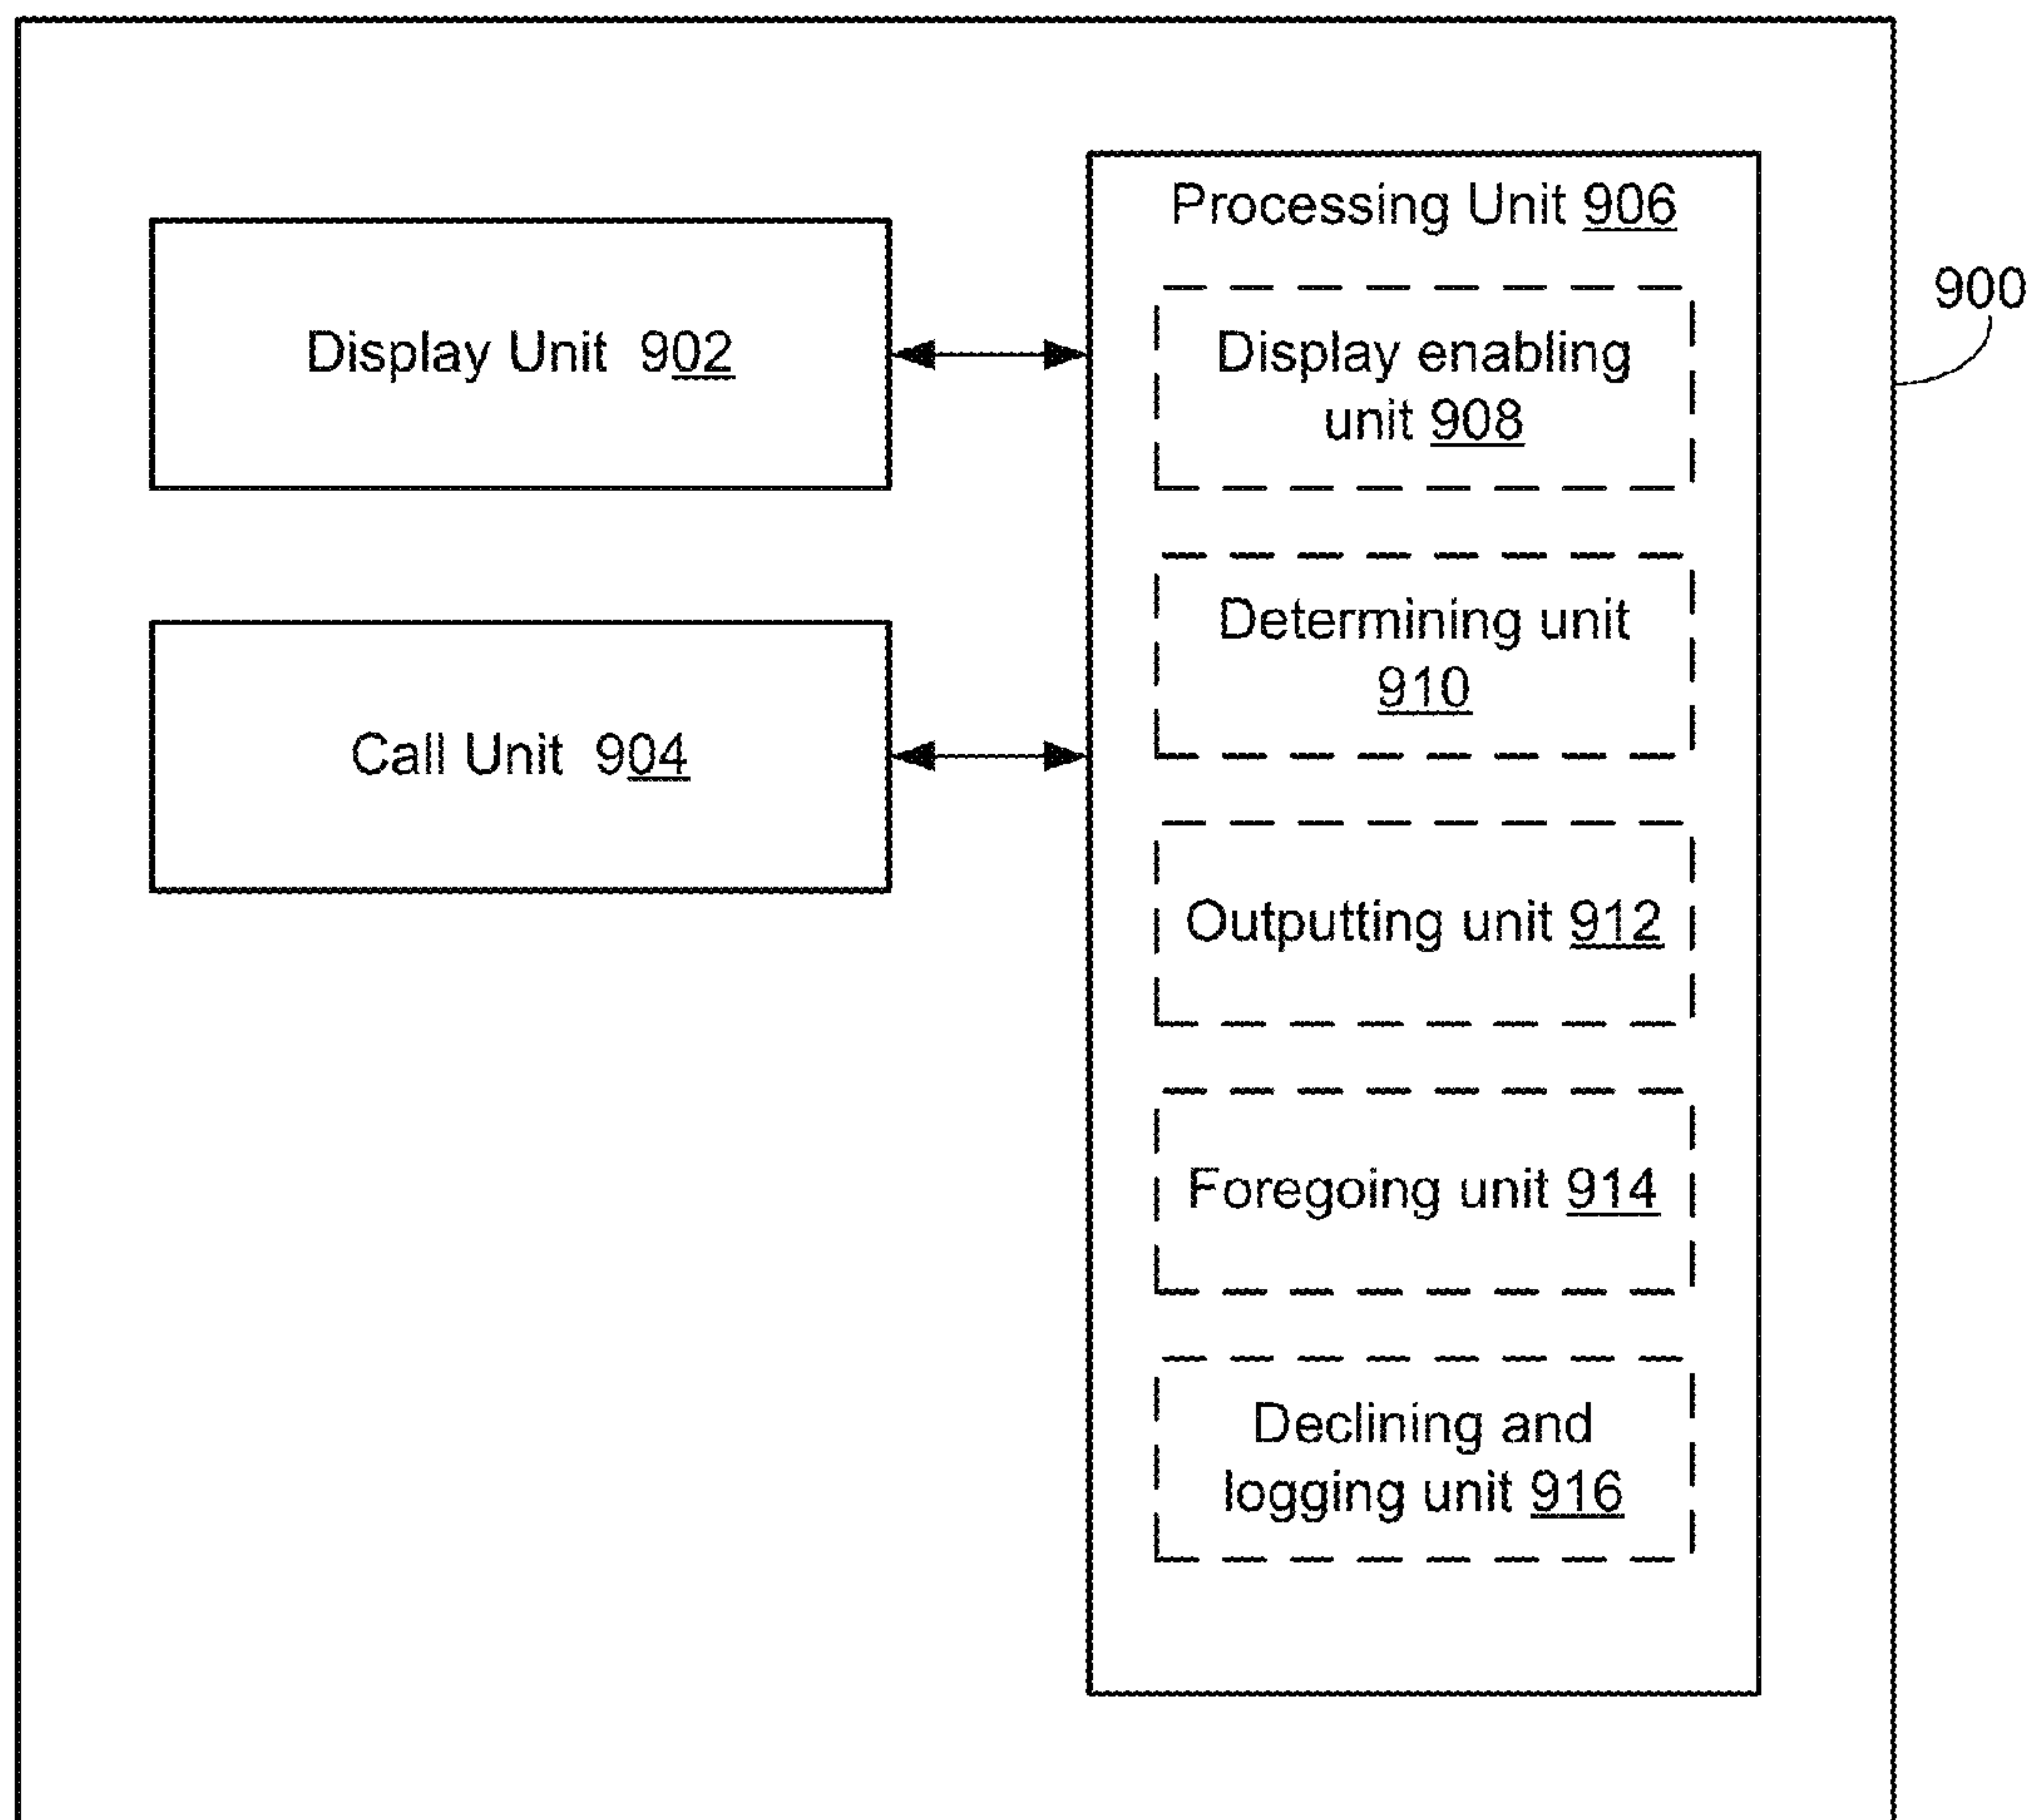 Processing Unit 906
900
Display Unit 902
Display enabling
unit 908
Determining unit
910
Call Unit 904
Outputting unit 912
Foregoing unit 914
Declining and
logging unit 916